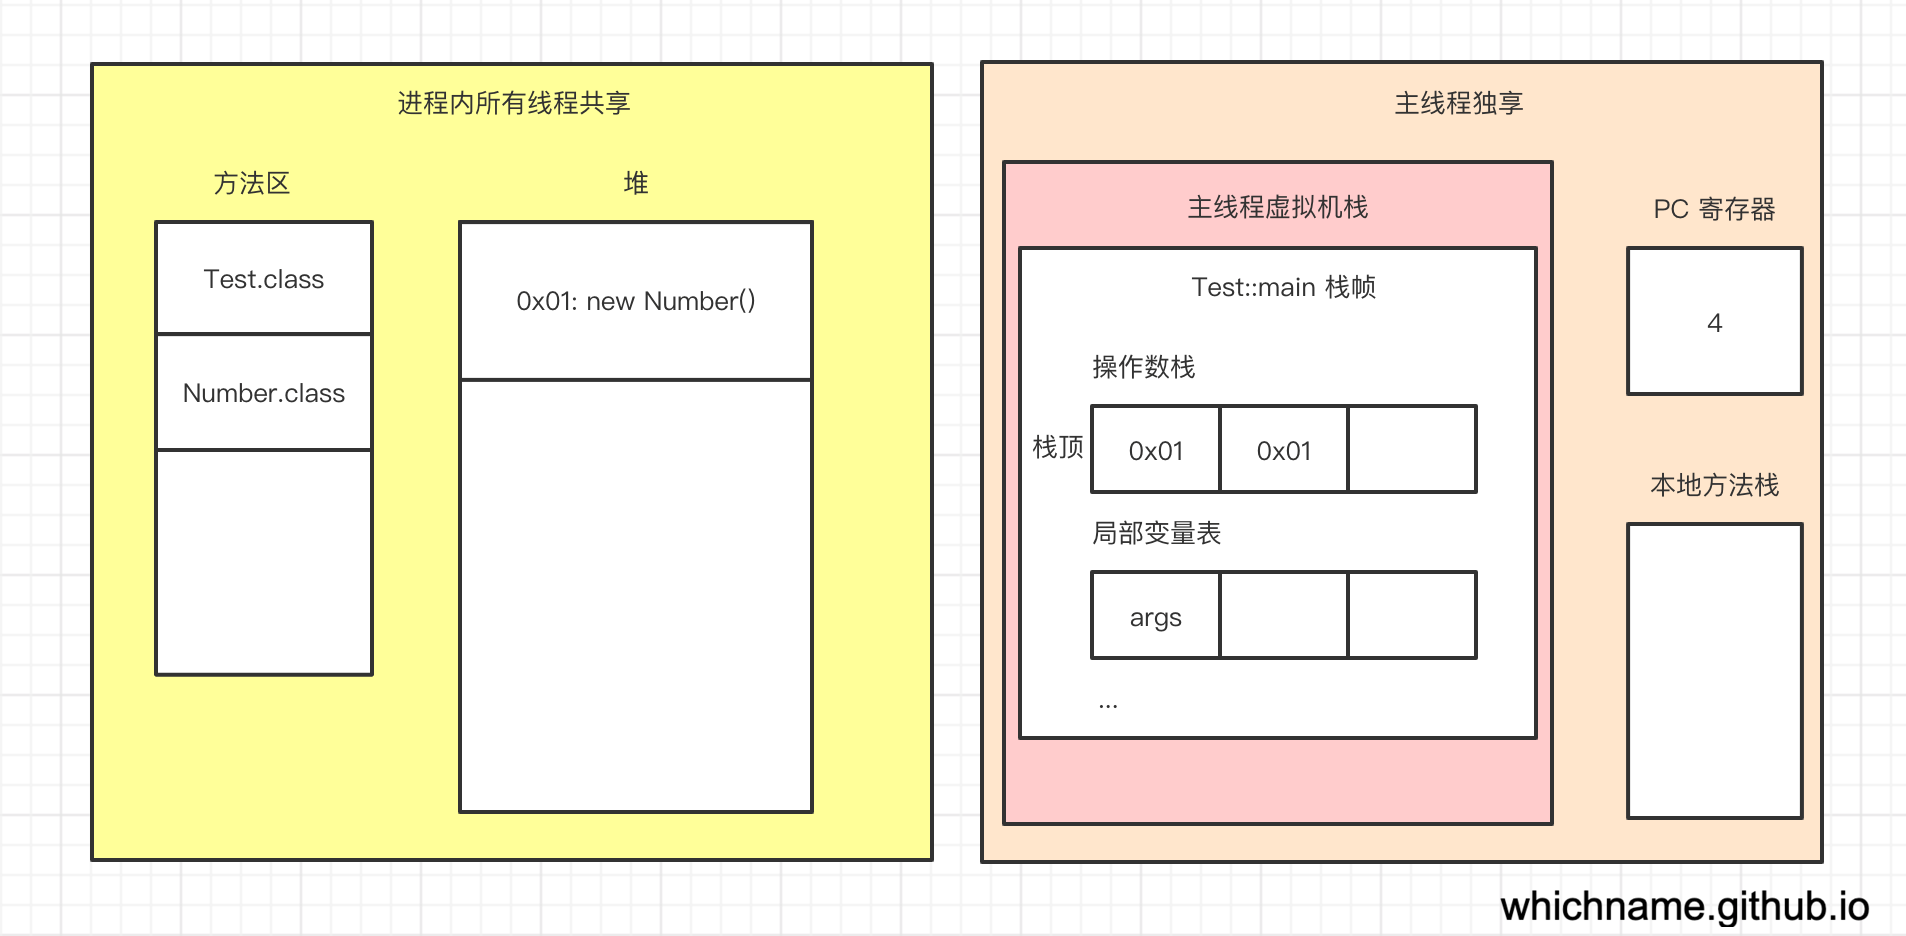 进程内所有线程共享
方法区
堆
Test.class
Number.class
0x01: new Number()
主线程独享
主线程虚拟机栈
Test::main 栈帧
操作数栈
栈顶
0x01
0x01
局部变量表
args
...
PC 寄存器
4
本地方法栈
whichname.github.io